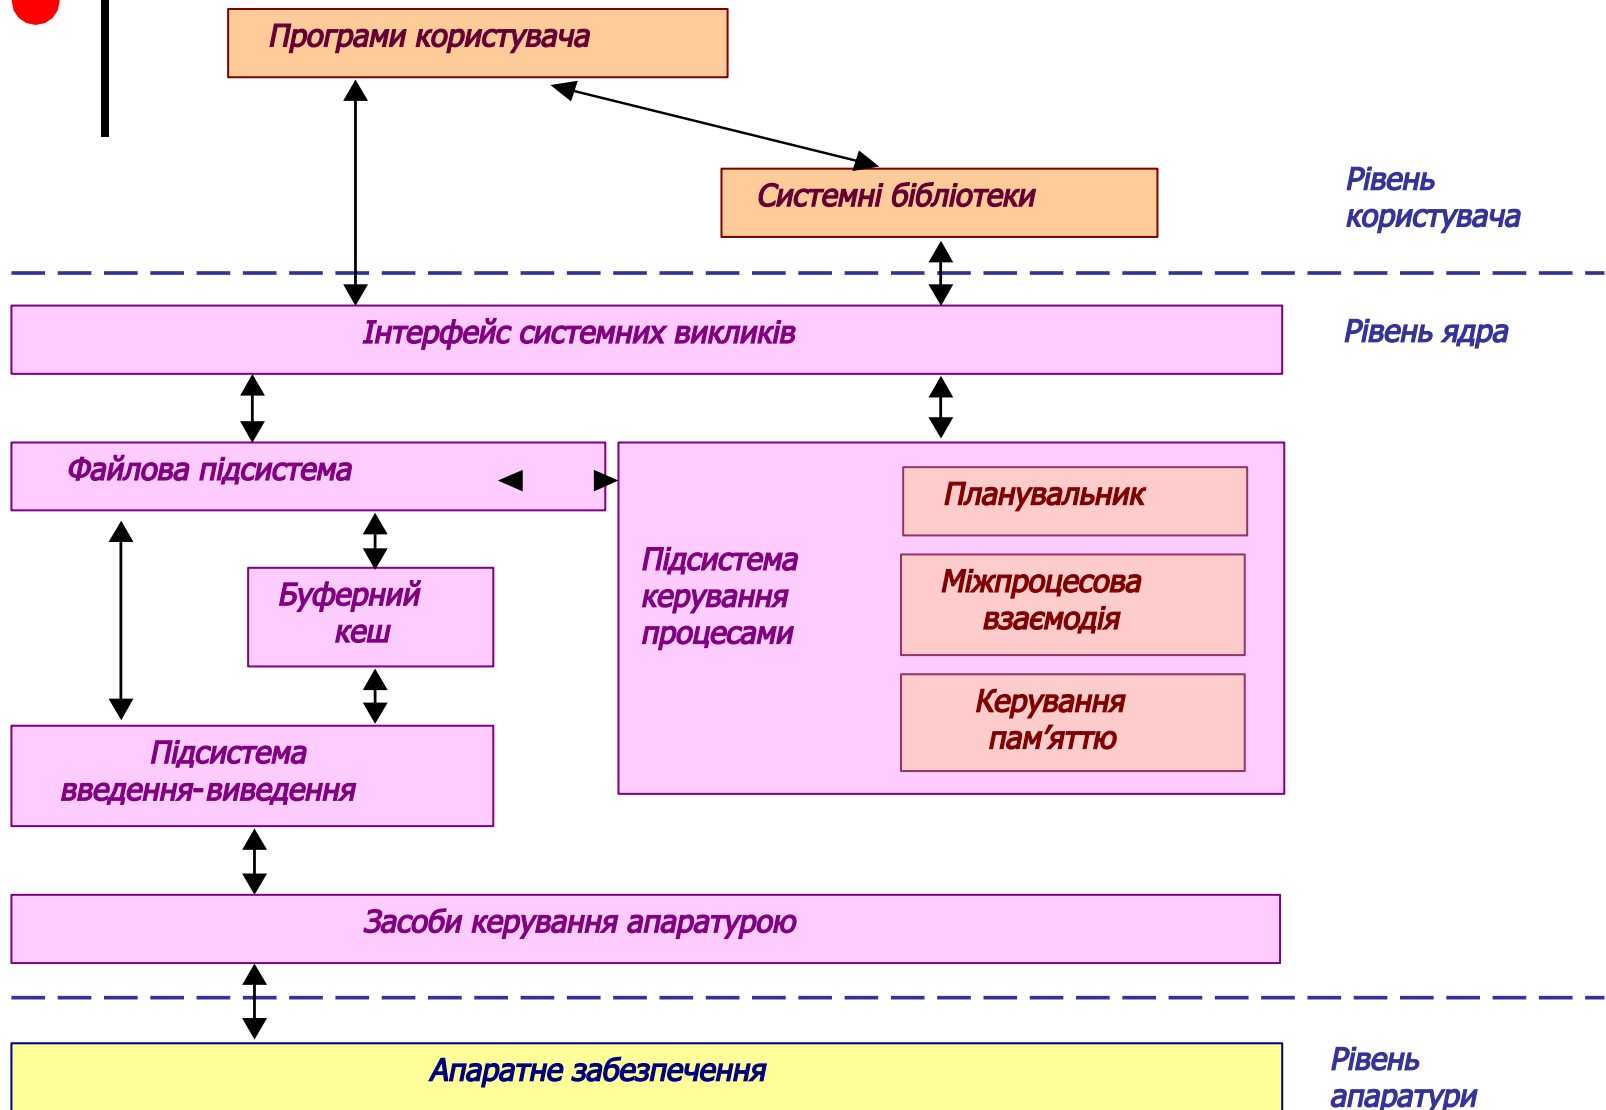 Програми користувача
Системні бібліотеки
Рівень
користувача
Інтерфейс системних викликів
Рівень ядра
Файлова підсистема
Планувальник
Підсистема
керування
процесами
Міжпроцесова
взаємодія
Буферний
кеш
Керування
пам’яттю
Підсистема
введення-виведення
Засоби керування апаратурою
Апаратне забезпечення
Рівень
апаратури